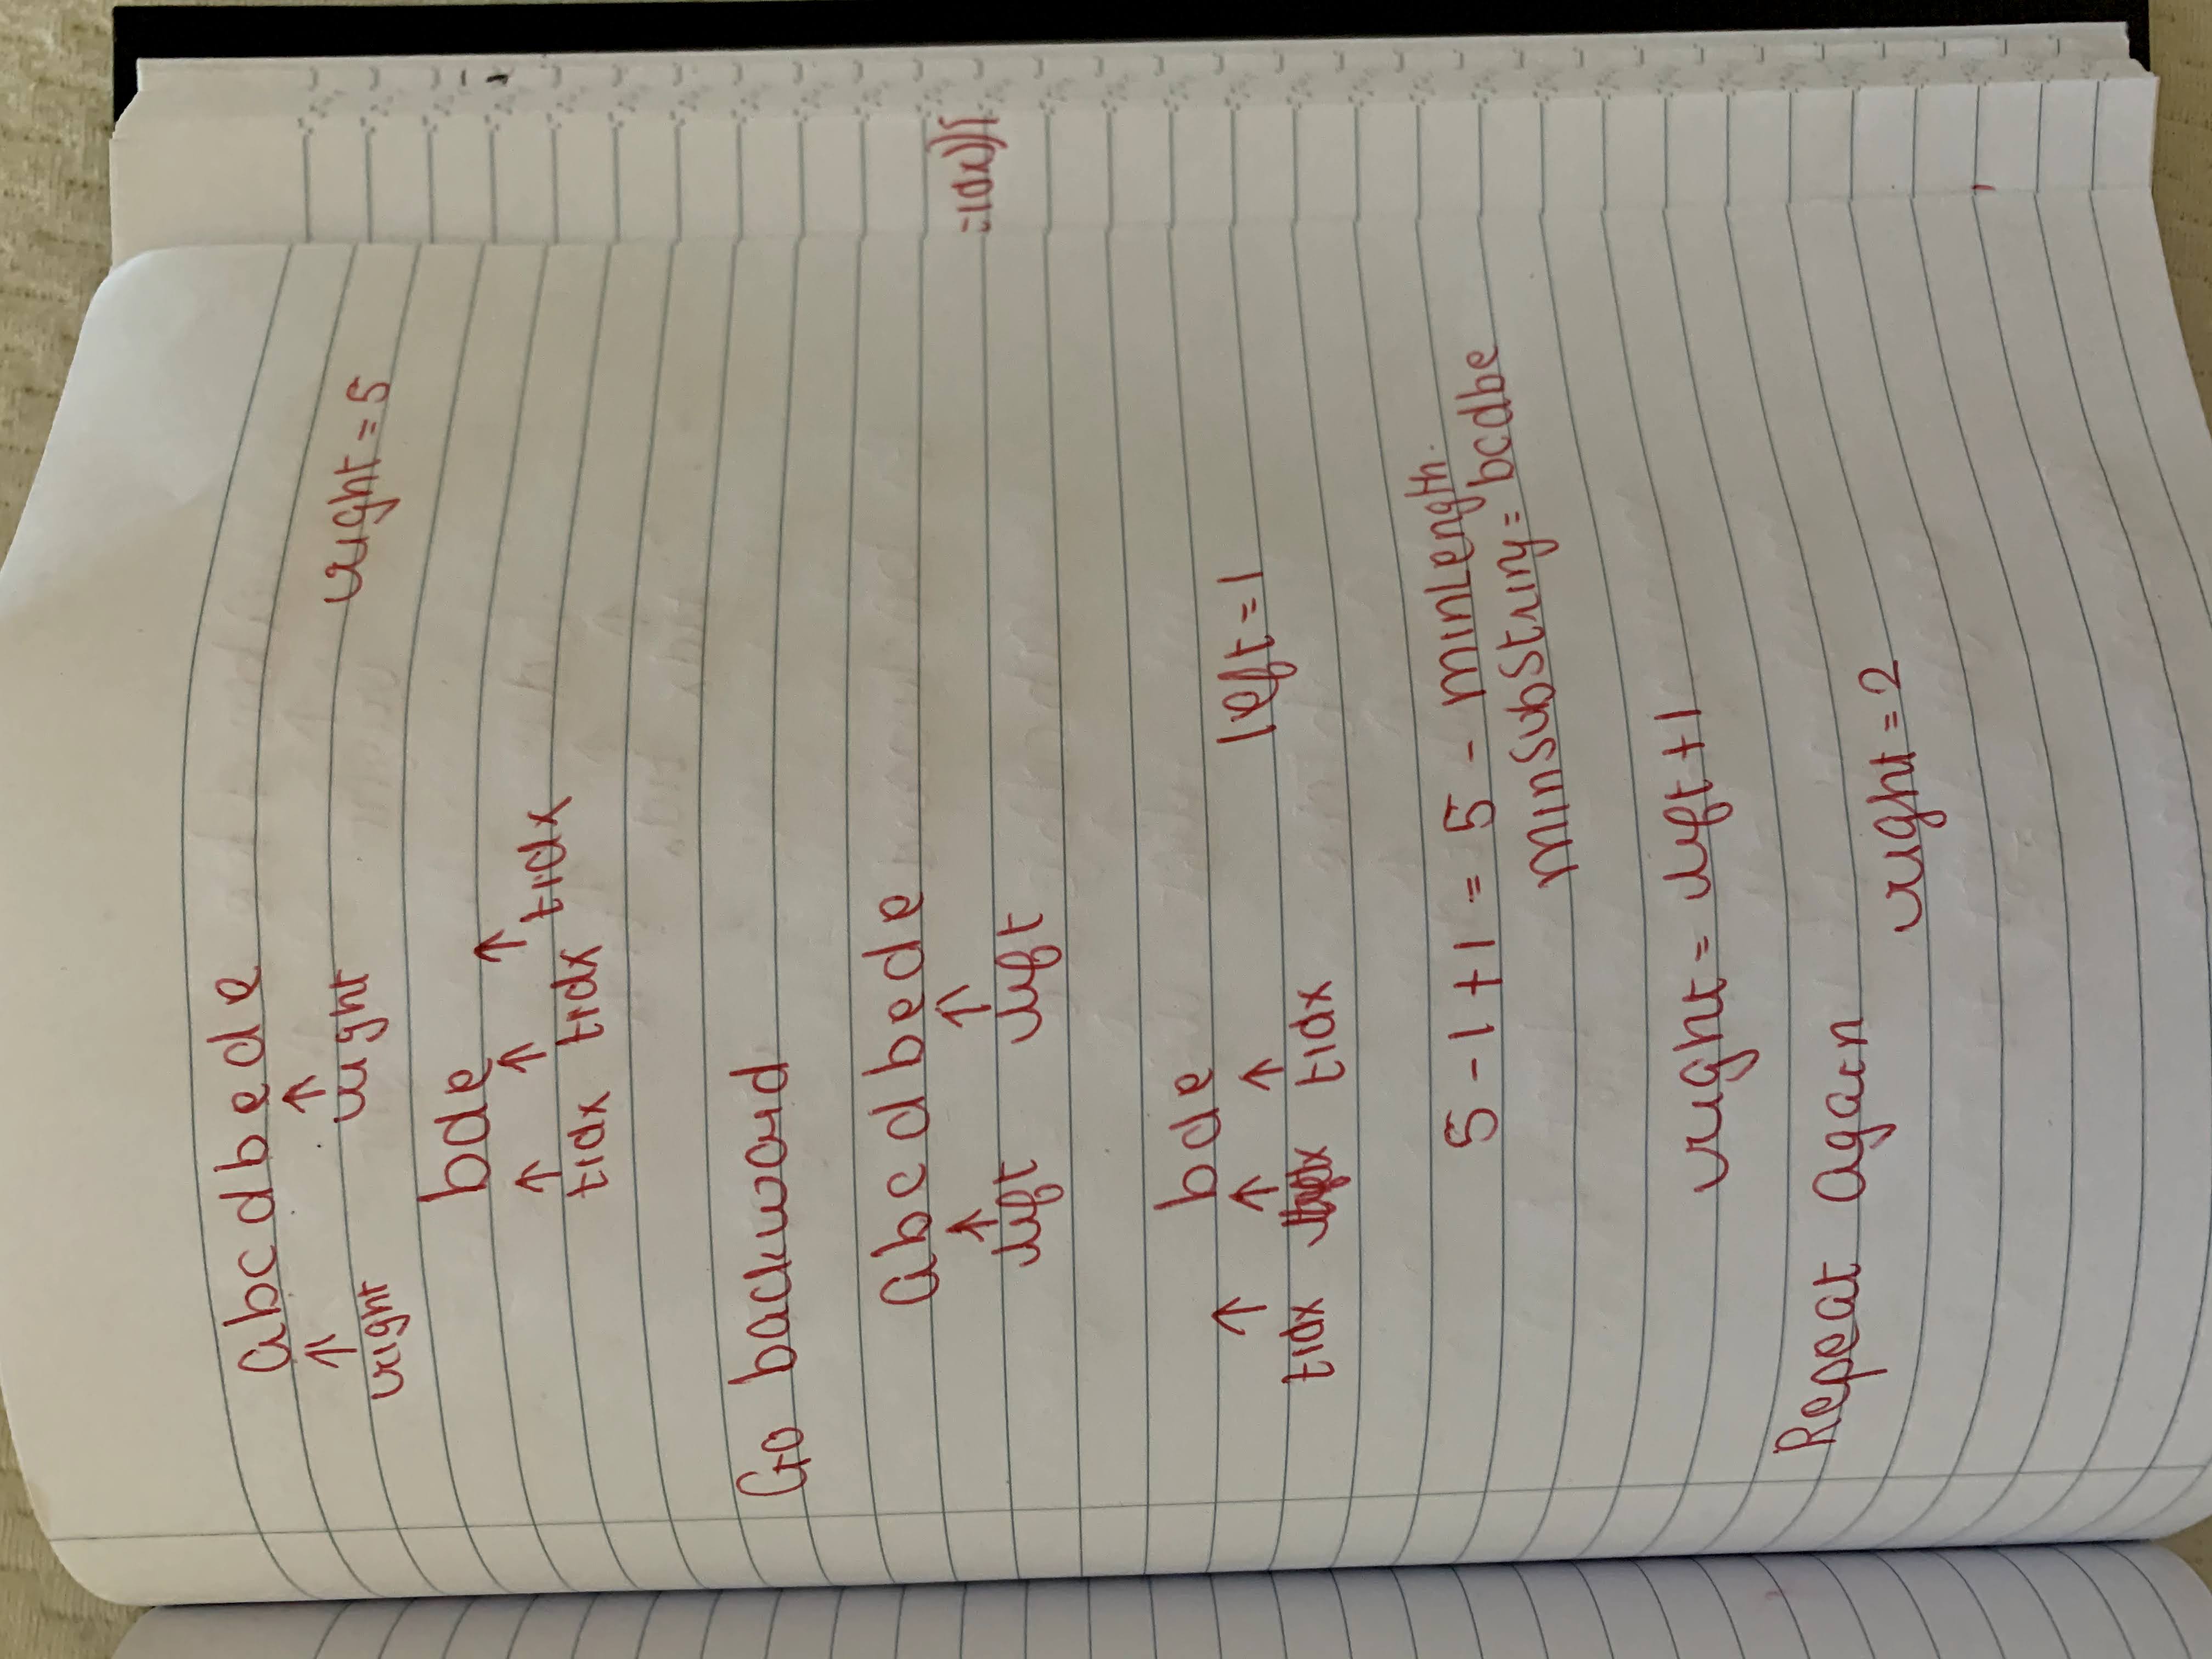 abcdbede
↑ ↑
right right right = 5
bde
↑ ↑ ↑
tidx tidx tidx
Go backward
abcdbede
↑ ↑
left left
=idx)){
bde
↑ ↑ ↑
tidx tidx left = 1
5 - 1 + 1 = 5 - minLength.
minSubString = bcdbe
right = left + 1
Repeat again
right = 2